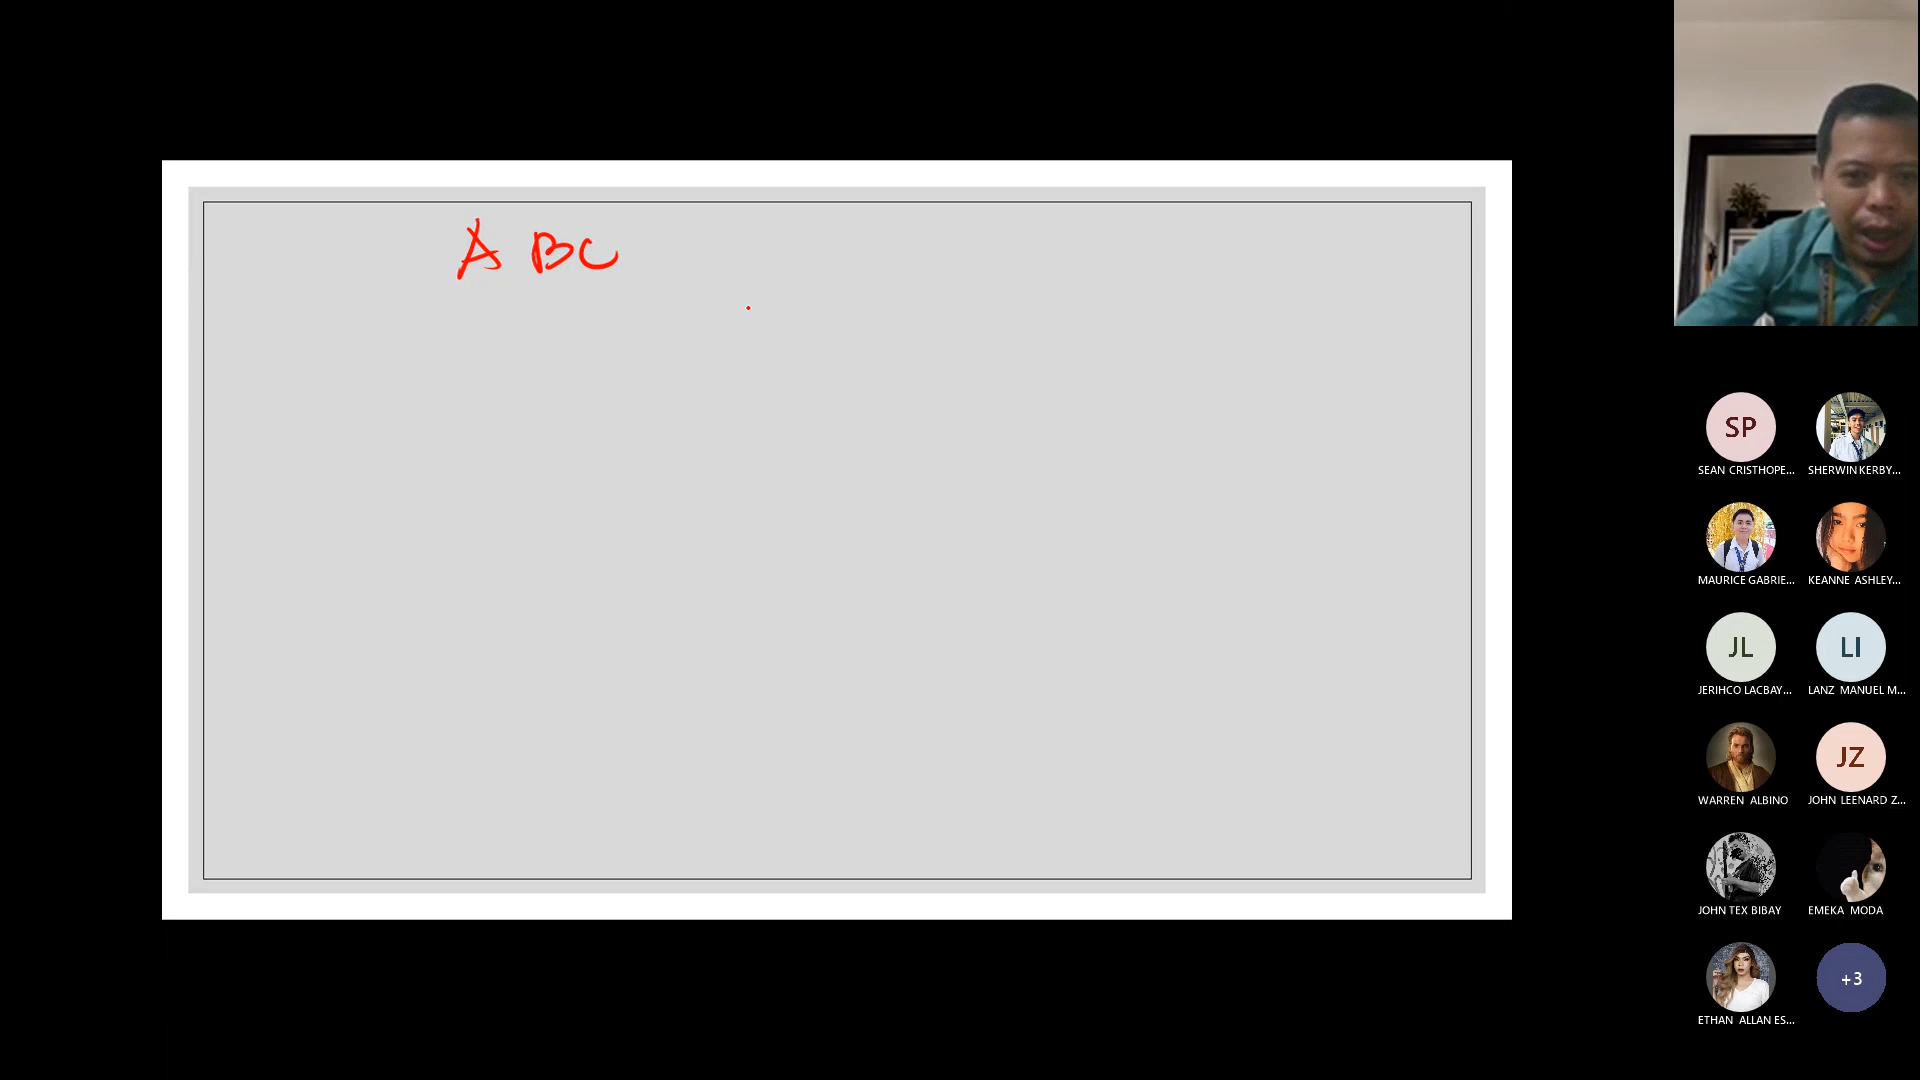 A BC
SP
SEAN CRISTHOPE...
SHERWIN KERBY...
MAURICE GABRIE...
KEANNE ASHLEY...
JL
JERIHCO LACBAY...
LI
LANZ MANUEL M...
WARREN ALBINO
JZ
JOHN LEENARD Z...
JOHN TEX BIBAY
EMEKA MODA
ETHAN ALLAN ES...
+3